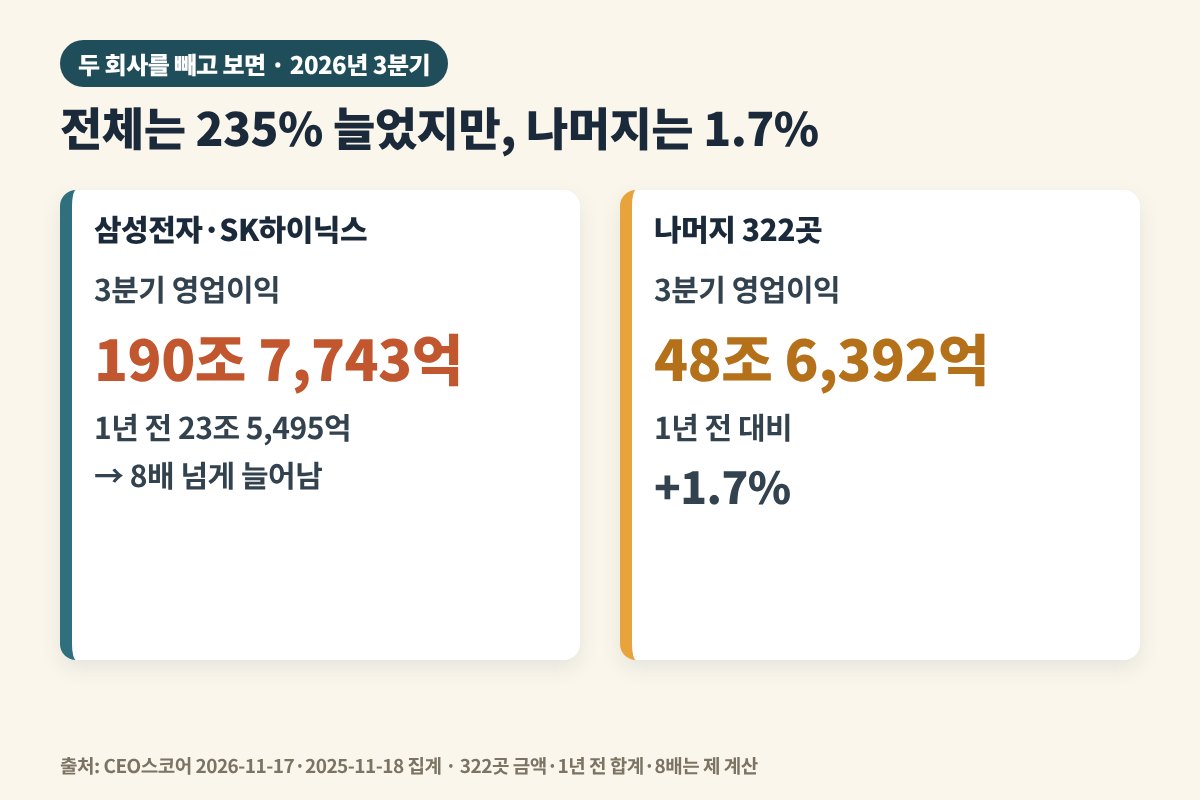 두 회사를 빼고 보면 · 2026년 3분기
전체는 235% 늘었지만, 나머지는 1.7%
삼성전자·SK하이닉스
3분기 영업이익
190조 7,743억
1년 전 23조 5,495억
→ 8배 넘게 늘어남
나머지 322곳
3분기 영업이익
48조 6,392억
1년 전 대비
+1.7%
출처: CEO스코어 2026-11-17·2025-11-18 집계 · 322곳 금액·1년 전 합계·8배는 제 계산